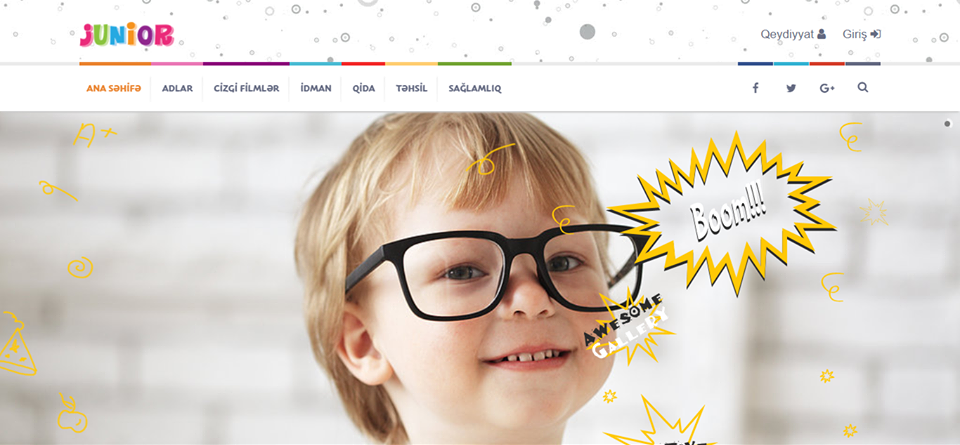 JUNiOR
Qeydiyyat Giriş
ANA SƏHİFƏ ADLAR CİZGİ FİLMLƏR İDMAN QİDA TƏHSİL SAĞLAMLIQ
A+
Boom!!!
AWESOME
GALLERY